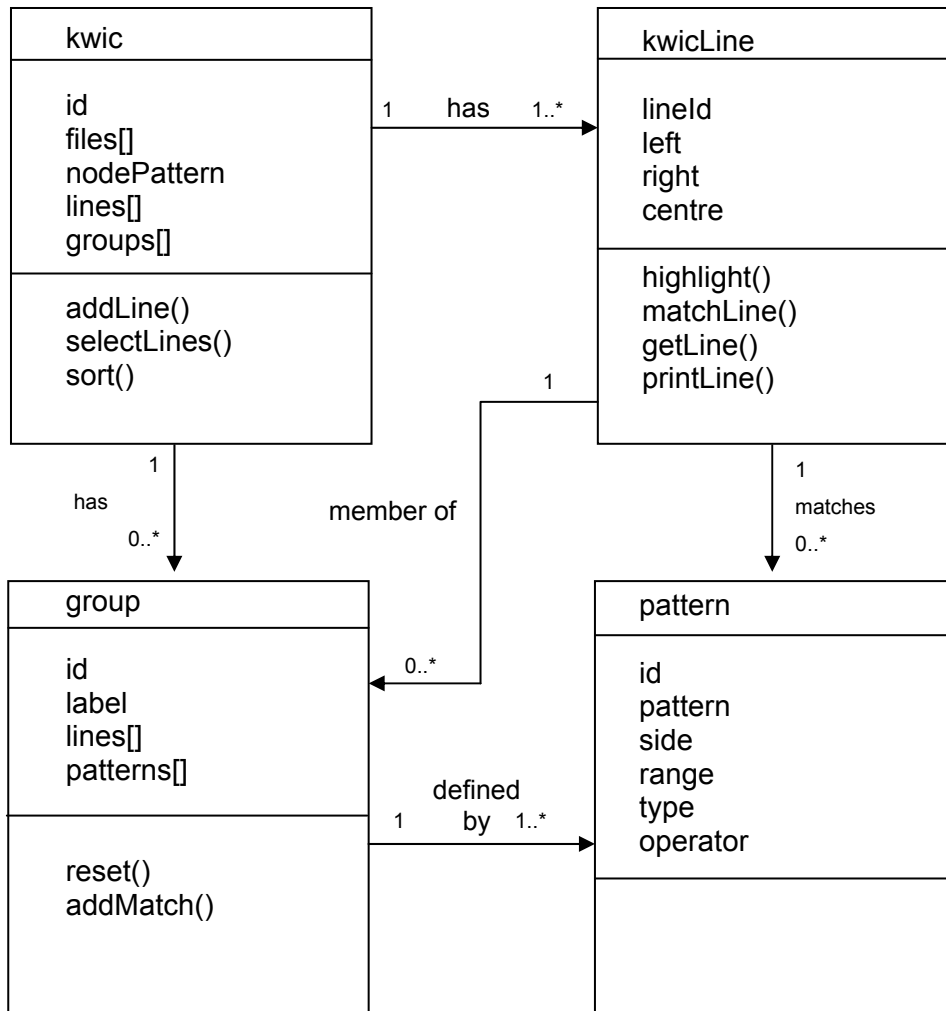 kwic
id
files[]
nodePattern
lines[]
groups[]
addLine()
selectLines()
sort()
1 has 1..*
kwicLine
lineId
left
right
centre
highlight()
matchLine()
getLine()
printLine()
1
has
0..*
1
member of
0..*
1
matches
0..*
group
id
label
lines[]
patterns[]
reset()
addMatch()
defined
1 by 1..*
pattern
id
pattern
side
range
type
operator